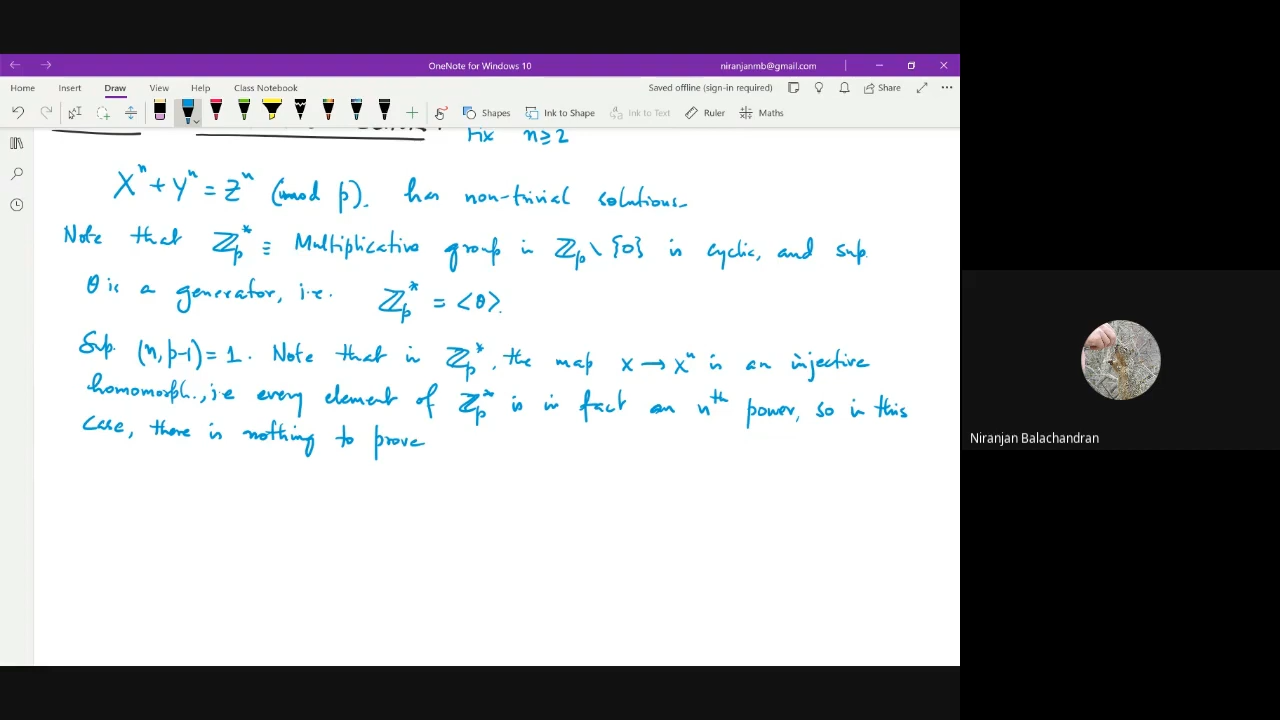 OneNote for Windows 10
niranjanmb@gmail.com
Home Insert Draw View Help Class Notebook
Saved offline (sign-in required) Share
Shapes Ink to Shape Ink to Text Ruler Maths
Fix n ≥ 2
X^n + Y^n = Z^n (mod p). has non-trivial solutions.
Note that ℤ_p^* ≡ Multiplicative group in ℤ_p \ {0} is cyclic, and sup.
θ is a generator, i.e. ℤ_p^* = <θ>.
Sup. (n, p-1) = 1. Note that in ℤ_p^*, the map x → x^n is an injective
homomorph., i.e every element of ℤ_p^* is in fact an n^th power, so in this
case, there is nothing to prove
Niranjan Balachandran